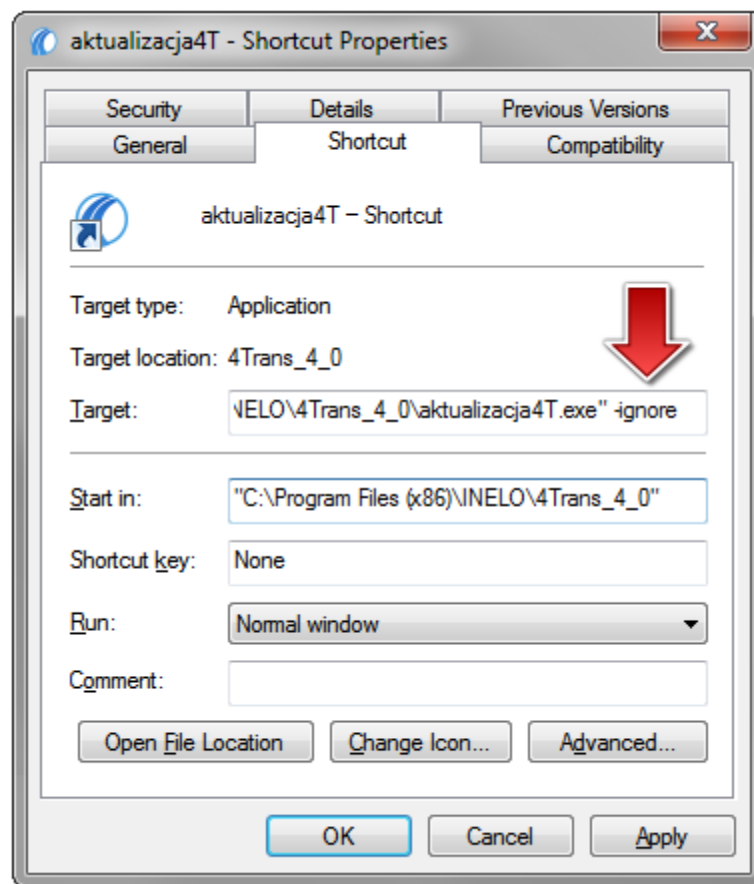 aktualizacja4T - Shortcut Properties
Security Details Previous Versions
General Shortcut Compatibility
aktualizacja4T – Shortcut
Target type: Application
Target location: 4Trans_4_0
Target: NELO\4Trans_4_0\aktualizacja4T.exe" -ignore
Start in: "C:\Program Files (x86)\INELO\4Trans_4_0"
Shortcut key: None
Run: Normal window
Comment:
Open File Location Change Icon... Advanced...
OK Cancel Apply